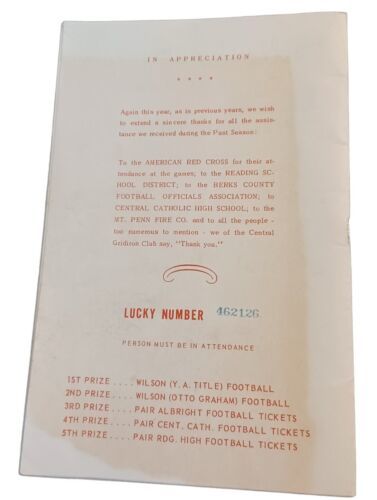 IN APPRECIATION
* * * *
Again this year, as in previous years, we wish
to extend a sincere thanks for all the assis-
tance we received during the Past Season:
To the AMERICAN RED CROSS for their at-
tendance at the games; to the READING SC-
HOOL DISTRICT; to the BERKS COUNTY
FOOTBALL OFFICIALS ASSOCIATION; to
CENTRAL CATHOLIC HIGH SCHOOL; to the
MT. PENN FIRE CO. and to all the people -
too numerous to mention - we of the Central
Gridiron Club say, "Thank you."
LUCKY NUMBER 462126
PERSON MUST BE IN ATTENDANCE
1ST PRIZE .... WILSON (Y. A. TITLE) FOOTBALL
2ND PRIZE .... WILSON (OTTO GRAHAM) FOOTBALL
3RD PRIZE .... PAIR ALBRIGHT FOOTBALL TICKETS
4TH PRIZE .... PAIR CENT. CATH. FOOTBALL TICKETS
5TH PRIZE .... PAIR RDG. HIGH FOOTBALL TICKETS